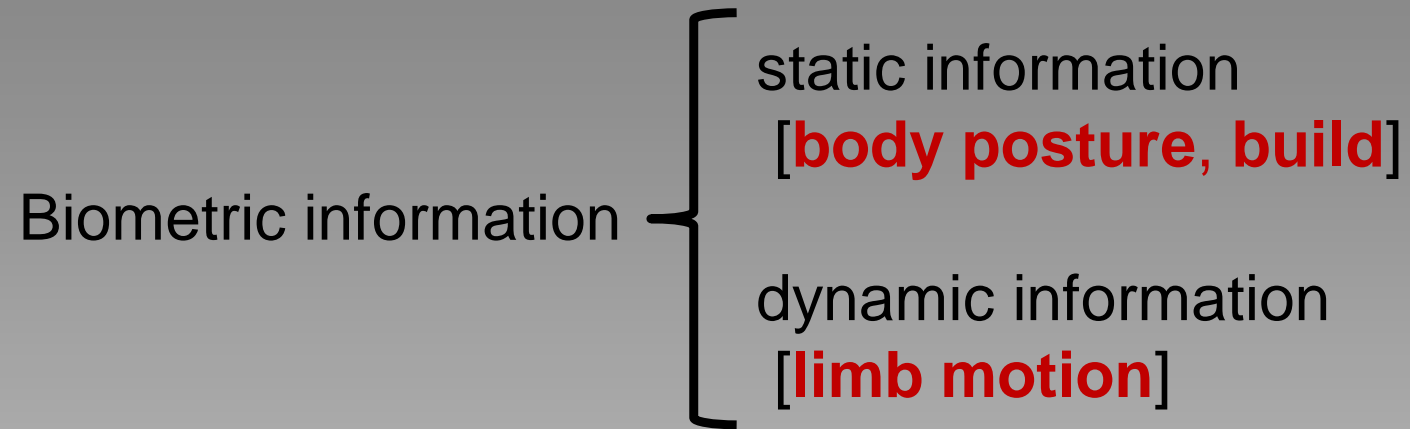 Biometric information
static information
[body posture, build]
dynamic information
[limb motion]